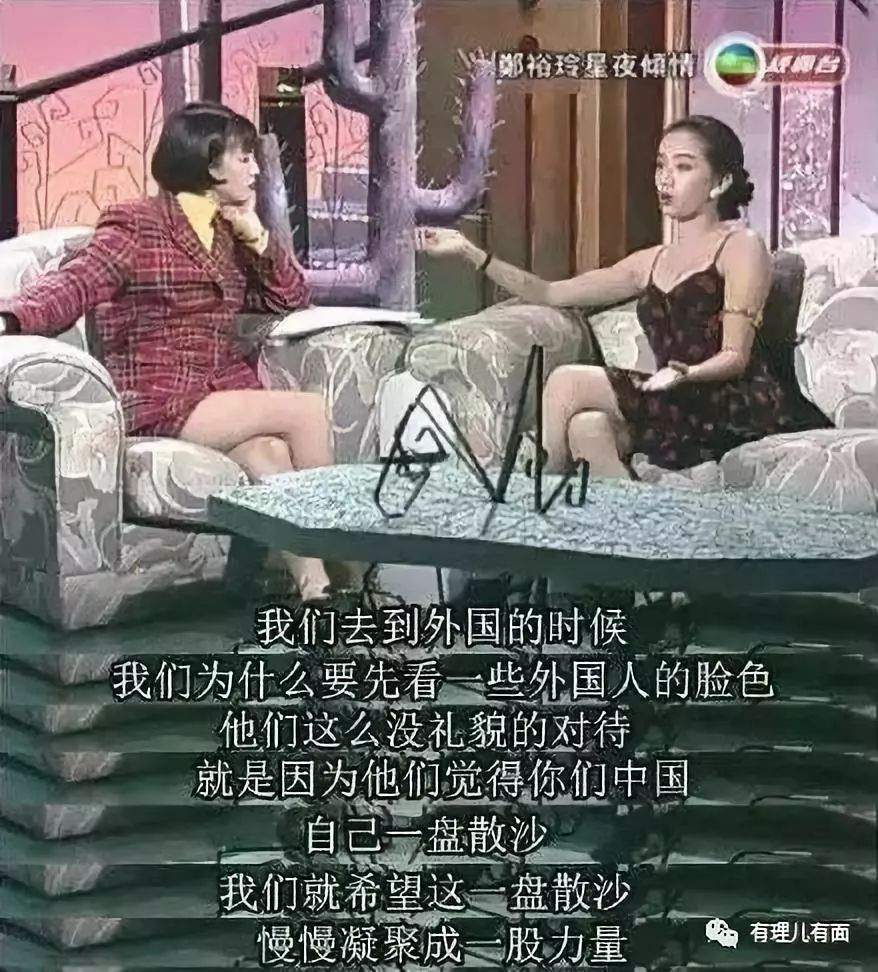 鄭裕玲星夜傾情
戏剧台
我们去到外国的时候
我们为什么要先看一些外国人的脸色
他们这么没礼貌的对待
就是因为他们觉得你们中国
自己一盘散沙
我们就希望这一盘散沙
慢慢凝聚成一股力量
有理儿有面